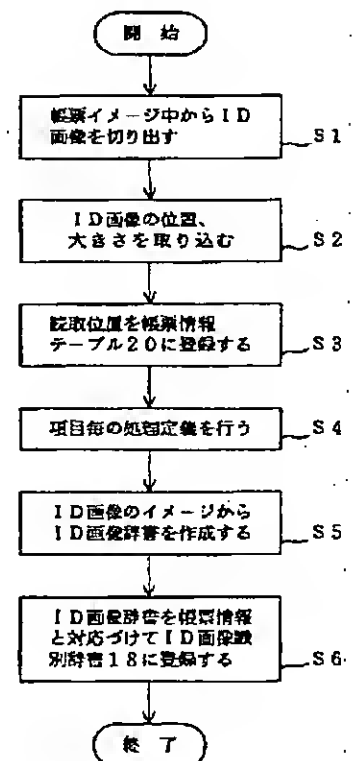 開 始
帳票イメージ中からID
画像を切り出す
S1
ID画像の位置、
大きさを取り込む
S2
読取位置を帳票情報
テーブル20に登録する
S3
項目毎の処理定義を行う
S4
ID画像のイメージから
ID画像辞書を作成する
S5
ID画像辞書を帳票情報
と対応づけてID画像識
別辞書18に登録する
S6
終 了